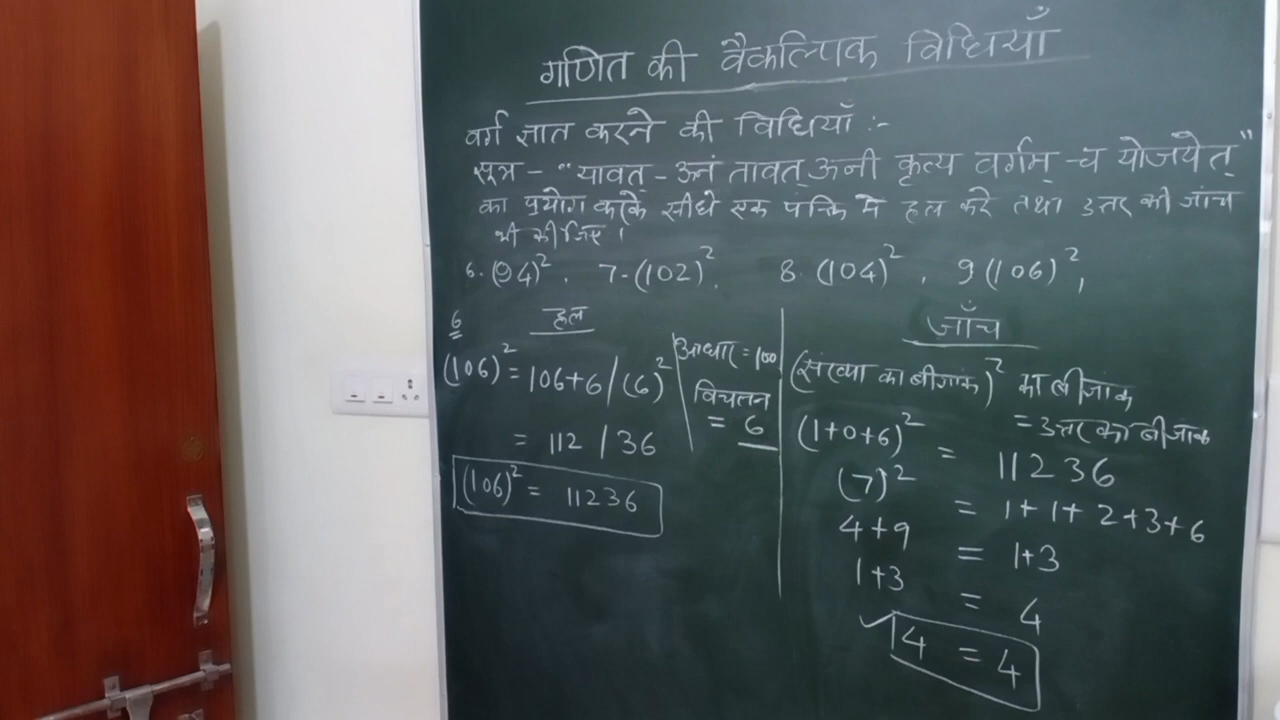 गणित की वैकल्पिक विधियाँ
वर्ग ज्ञात करने की विधियाँ :-
सूत्र - "यावत् - ऊनं तावत् ऊनी कृत्य वर्गम् - च योजयेत्"
का प्रयोग करके सीधे एक पंक्ति मे हल करे तथा उत्तर की जांच
भी कीजिए।
6. (94)², 7-(102)², 8. (104)², 9 (106)²,
6 हल
(106)² = 106+6/(6)²
= 112 / 36
(106)² = 11236
आधार = 100
विचलन
= 6
जाँच
(संख्या का बीजांक)² का बीजांक
= उत्तर का बीजांक
(1+0+6)² = 11236
(7)² = 1+1+2+3+6
4+9 = 1+3
1+3 = 4
4 = 4